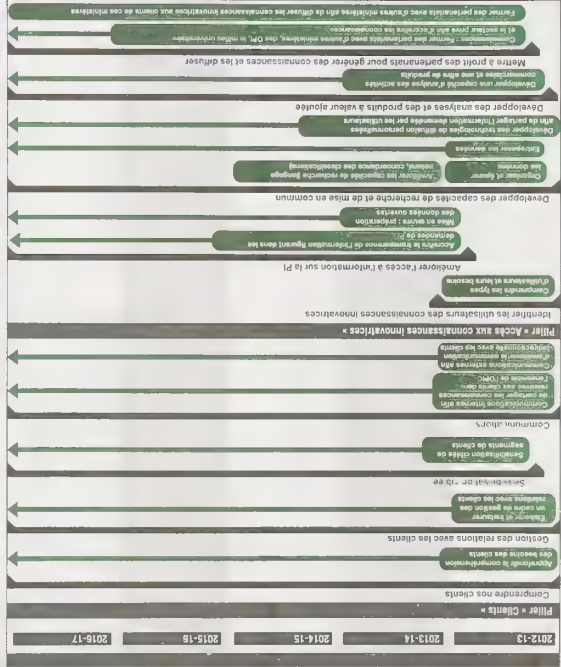 2012-13 2013-14 2014-15 2015-16 2016-17
Pilier « Clients »
Comprendre nos clients
Approfondir la compréhension
des besoins des clients
Gestion des relations avec les clients
Élaborer et instaurer
un cadre de gestion des
relations avec les clients
Sensibilisation ciblée
Sensibilisation ciblée de
segments de clients
Communications
Communications internes afin
de partager les connaissances
relatives aux clients dans
l'ensemble de l'OPIC
Communications externes afin
d'améliorer la communication
bidirectionnelle avec les clients
Pilier « Accès aux connaissances innovatrices »
Identifier les utilisateurs des connaissances innovatrices
Comprendre les types
d'utilisateurs et leurs besoins
Améliorer l'accès à l'information sur la PI
Accroître la transparence de l'information figurant dans les
demandes de PI
Mise en œuvre : préparation
des données ouvertes
Développer des capacités de recherche et de mise en commun
Organiser et épurer
les données
Améliorer les capacités de recherche (langage
naturel, concordance des classifications)
Entreposer les données
Développer des technologies de diffusion personnalisées
afin de partager l'information demandée par les utilisateurs
Développer des analyses et des produits à valeur ajoutée
Développer une capacité d'analyse des activités
commerciales et une offre de produits
Mettre à profit des partenariats pour générer des connaissances et les diffuser
Connaissances : Former des partenariats avec d'autres ministères, des OPI, le milieu universitaire
et le secteur privé afin d'accroître les connaissances
Former des partenariats avec d'autres ministères afin de diffuser les connaissances innovatrices aux clients de ces ministères